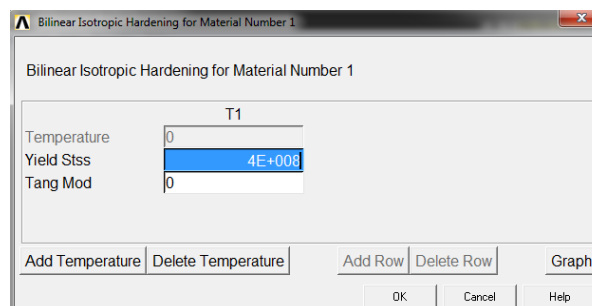 Bilinear Isotropic Hardening for Material Number 1
Bilinear Isotropic Hardening for Material Number 1
T1
Temperature 0
Yield Stss 4E+008
Tang Mod 0
Add Temperature Delete Temperature Add Row Delete Row Graph
OK Cancel Help